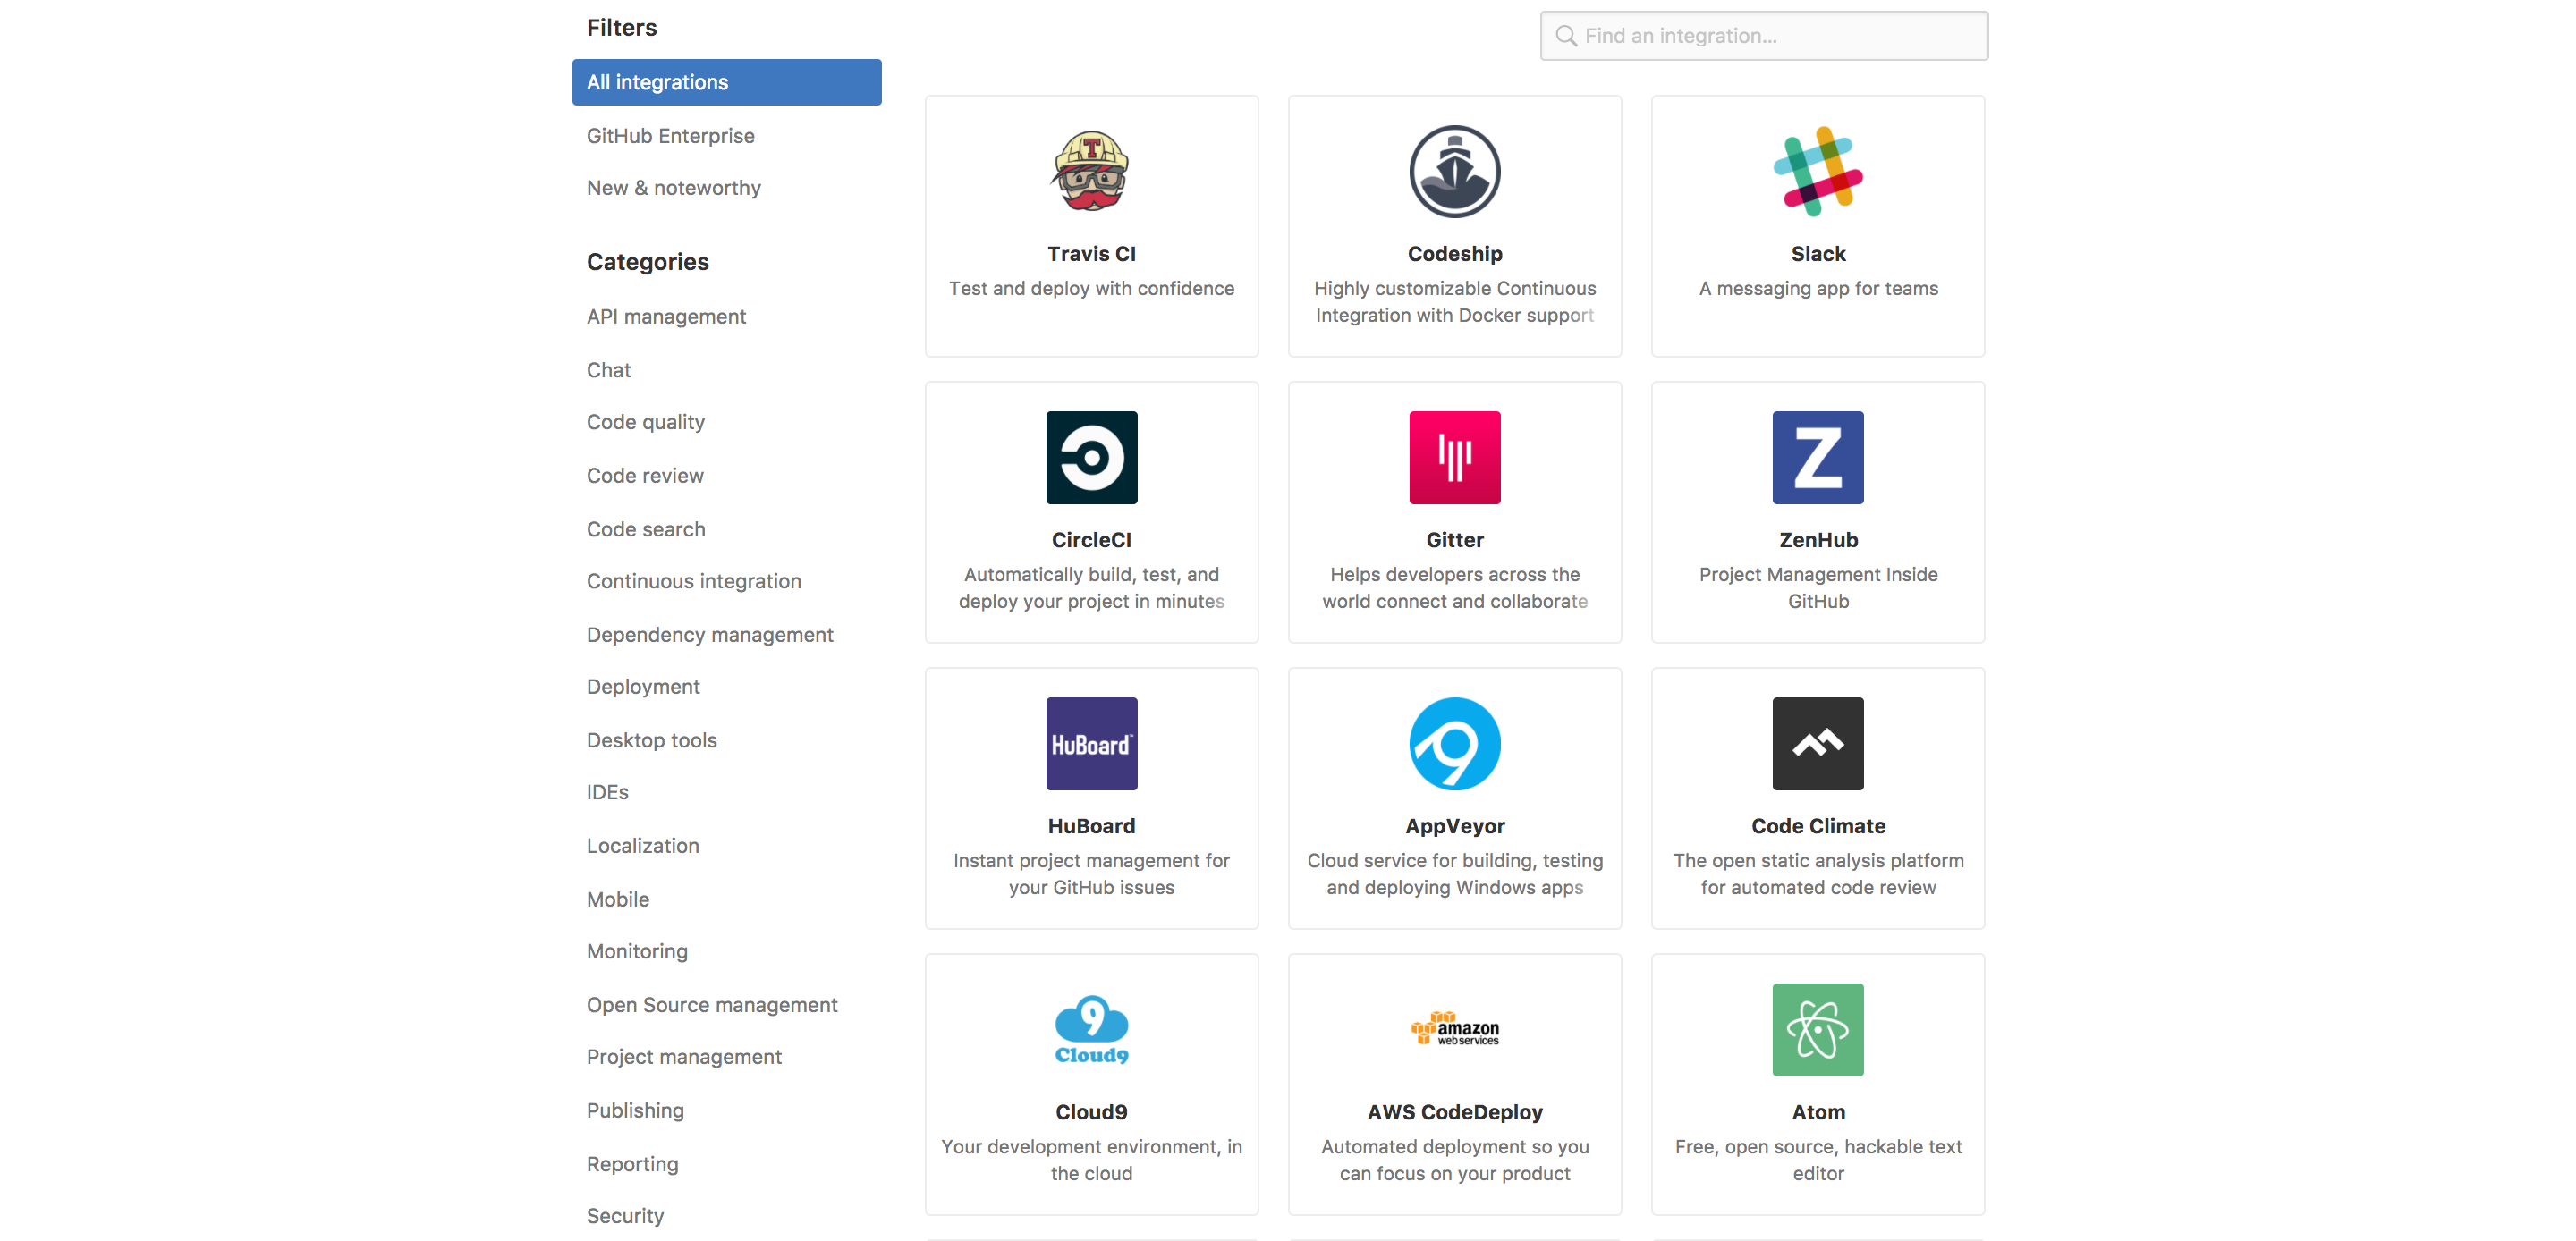 Filters
All integrations
GitHub Enterprise
New & noteworthy
Categories
API management
Chat
Code quality
Code review
Code search
Continuous integration
Dependency management
Deployment
Desktop tools
IDEs
Localization
Mobile
Monitoring
Open Source management
Project management
Publishing
Reporting
Security
Find an integration...
T
Travis CI
Test and deploy with confidence
Codeship
Highly customizable Continuous
Integration with Docker support
Slack
A messaging app for teams
CircleCI
Automatically build, test, and
deploy your project in minutes
Gitter
Helps developers across the
world connect and collaborate
Z
ZenHub
Project Management Inside
GitHub
HuBoard™
HuBoard
Instant project management for
your GitHub issues
AppVeyor
Cloud service for building, testing
and deploying Windows apps
Code Climate
The open static analysis platform
for automated code review
9
Cloud9
Cloud9
Your development environment, in
the cloud
amazon
web services
AWS CodeDeploy
Automated deployment so you
can focus on your product
Atom
Free, open source, hackable text
editor